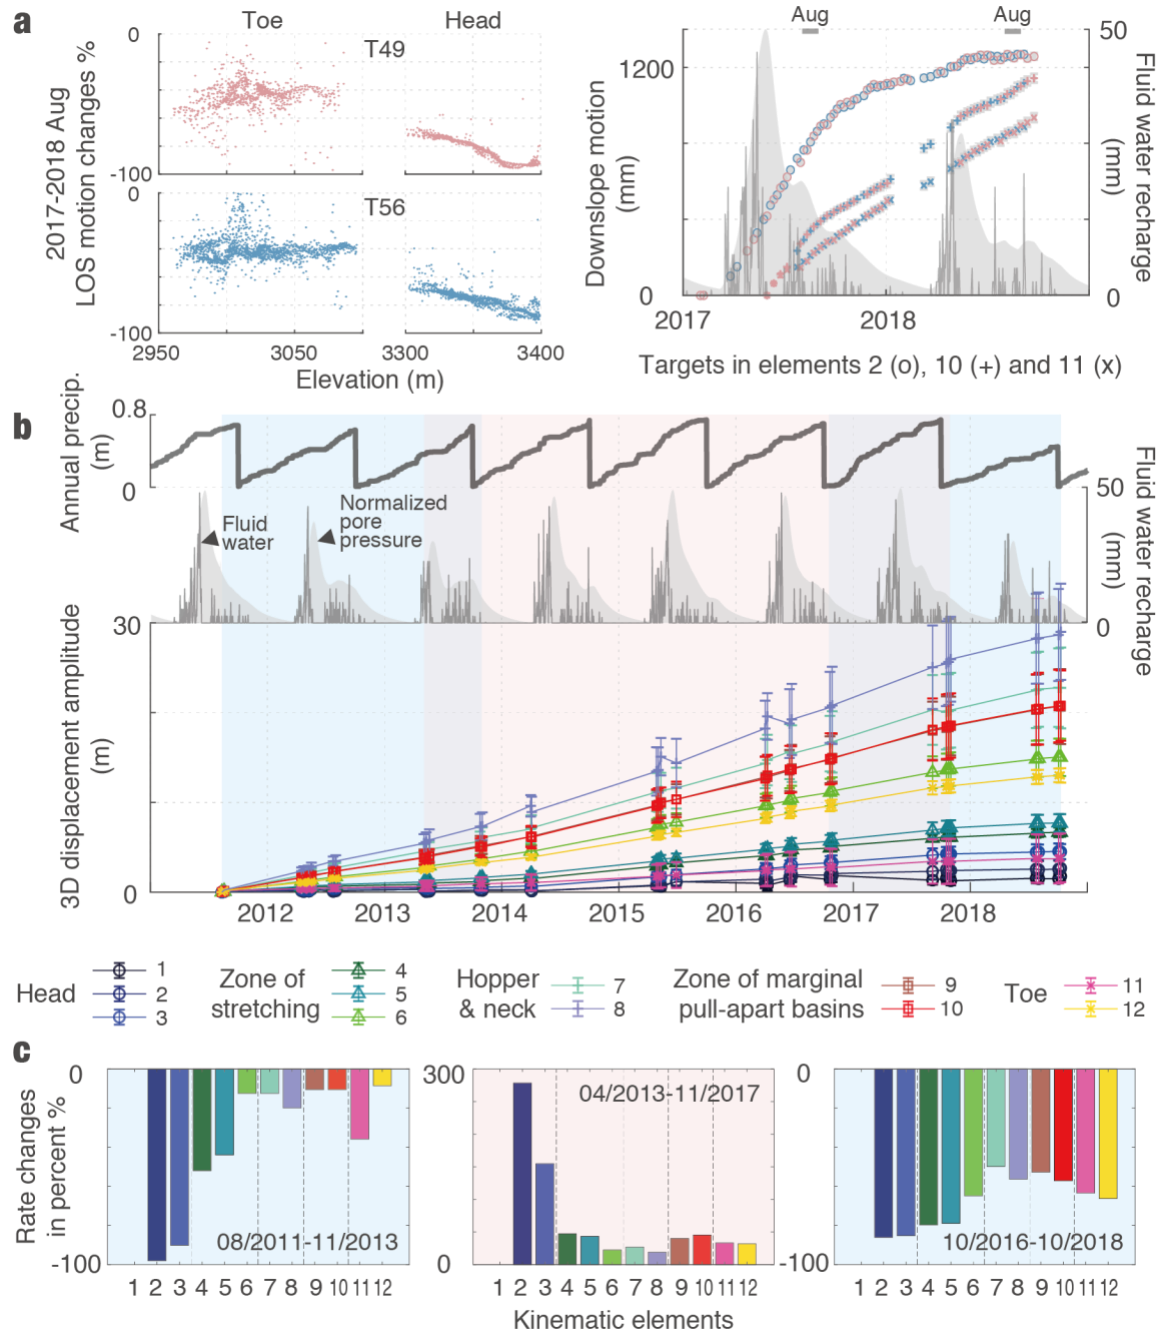 a
Toe
Head
Aug
Aug
0
T49
-100
0
T56
-100
2950
3050
3300
3400
Elevation (m)
2017-2018 Aug
LOS motion changes %
1200
0
Downslope motion
(mm)
50
0
Fluid water recharge
(mm)
2017
2018
Targets in elements 2 (o), 10 (+) and 11 (x)
b
0.8
0
Annual precip.
(m)
Fluid
water
Normalized
pore
pressure
50
0
Fluid water recharge
(mm)
30
0
3D displacement amplitude
(m)
2012
2013
2014
2015
2016
2017
2018
Head
1
2
3
Zone of
stretching
4
5
6
Hopper
& neck
7
8
Zone of marginal
pull-apart basins
9
10
Toe
11
12
c
Rate changes
in percent %
0
-100
08/2011-11/2013
1 2 3 4 5 6 7 8 9 10 11 12
300
0
04/2013-11/2017
1 2 3 4 5 6 7 8 9 10 11 12
0
-100
10/2016-10/2018
1 2 3 4 5 6 7 8 9 10 11 12
Kinematic elements